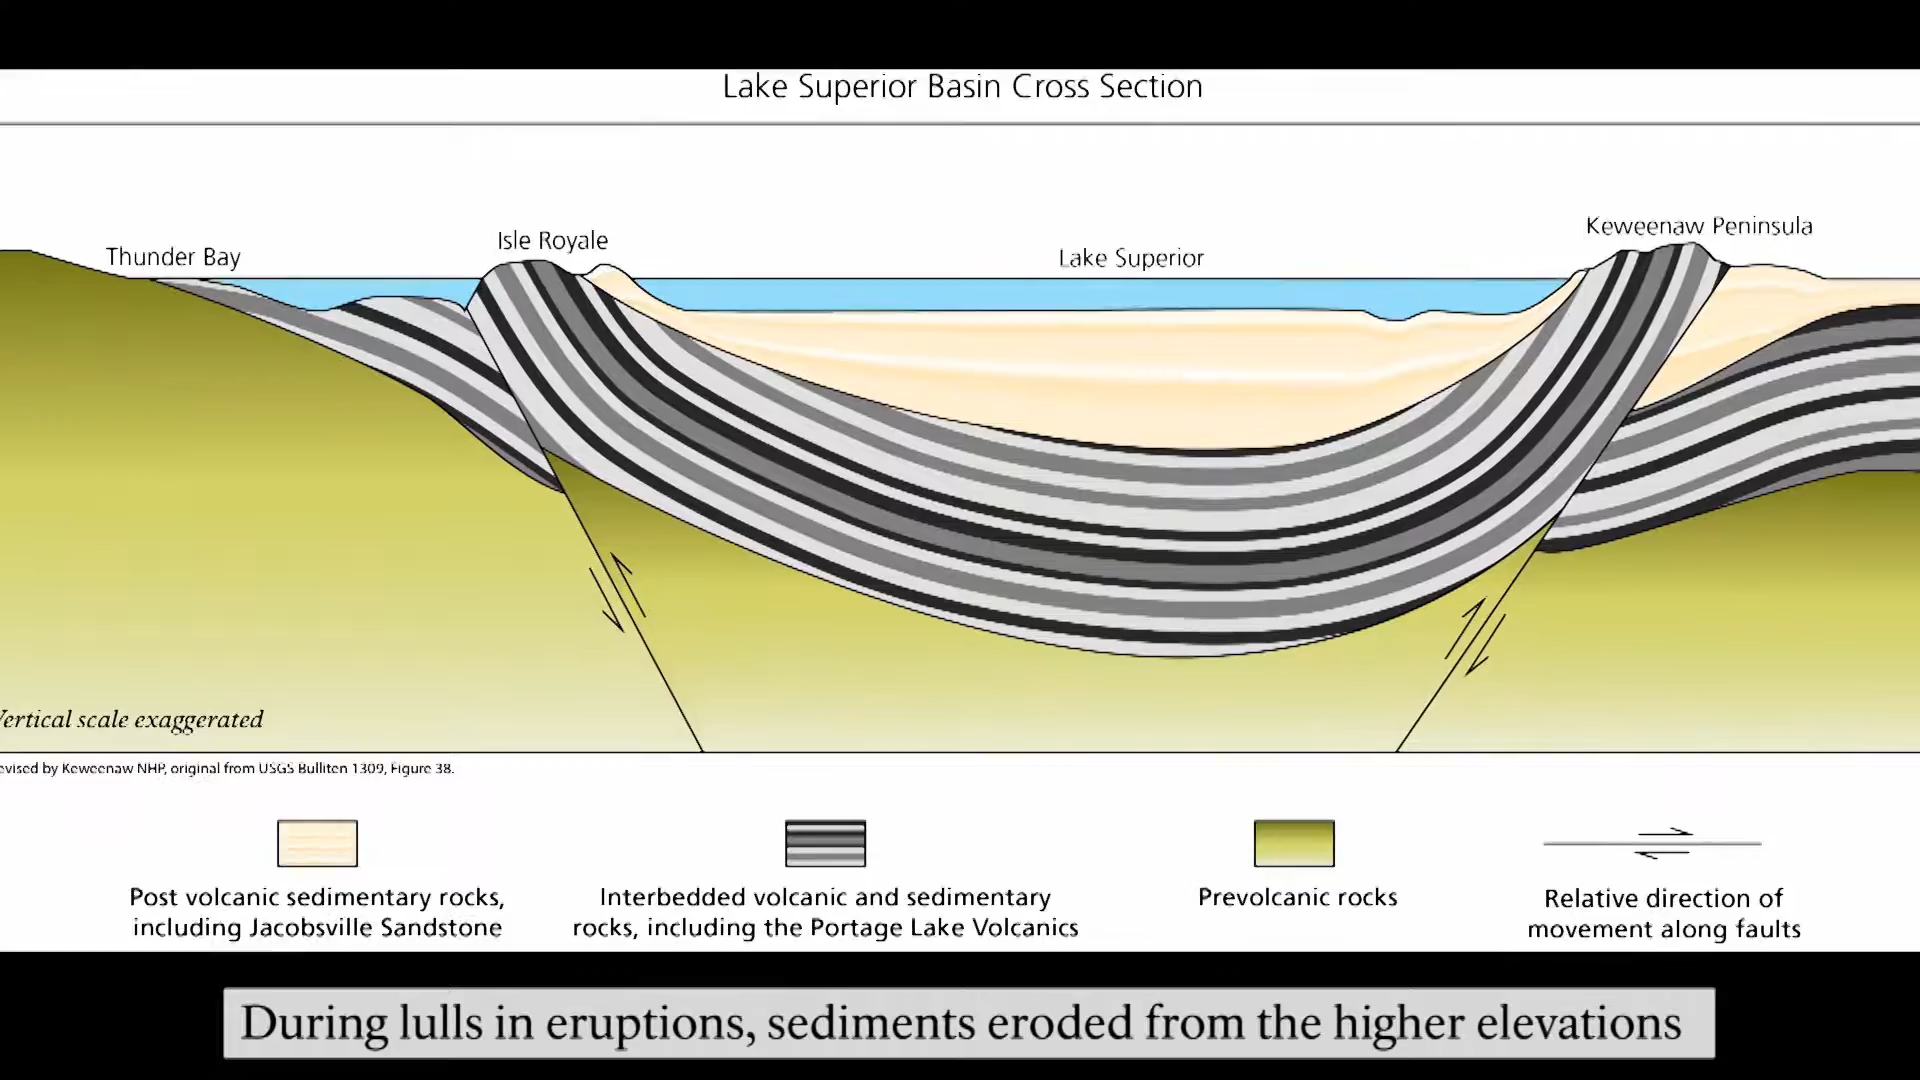 Lake Superior Basin Cross Section
Keweenaw Peninsula
Isle Royale
Thunder Bay
Lake Superior
Vertical scale exaggerated
evised by Keweenaw NHP, original from USGS Bulliten 1309, Figure 38.
Post volcanic sedimentary rocks,
including Jacobsville Sandstone
Interbedded volcanic and sedimentary
rocks, including the Portage Lake Volcanics
Prevolcanic rocks
Relative direction of
movement along faults
During lulls in eruptions, sediments eroded from the higher elevations